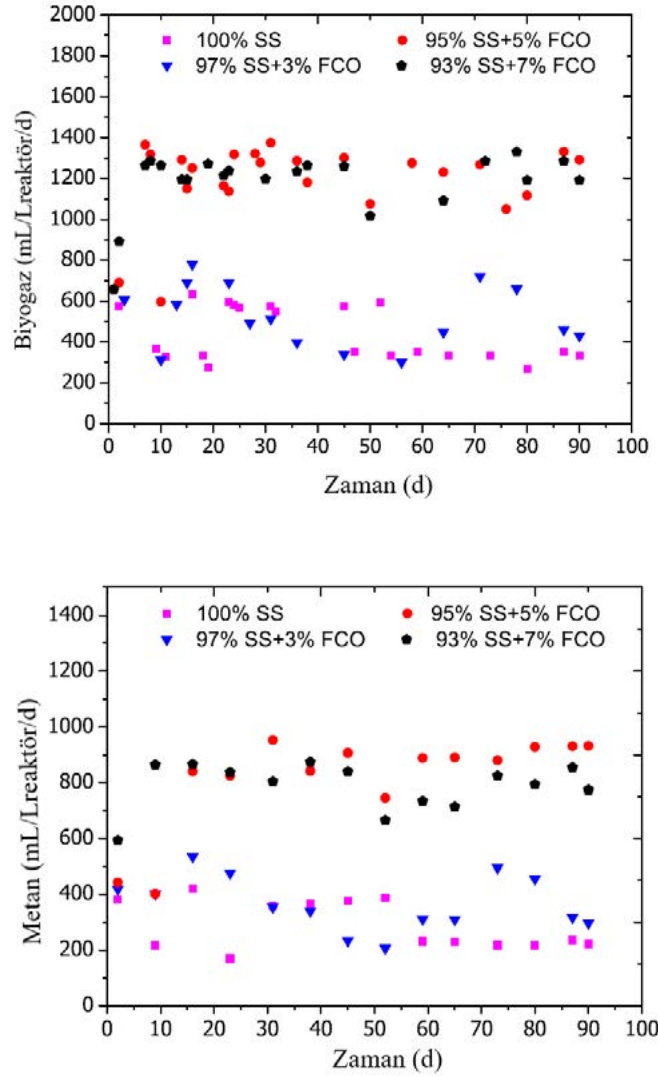 2000
1800
1600
1400
1200
1000
800
600
400
200
0
Biyogaz (mL/Lreaktör/d)
100% SS
95% SS+5% FCO
97% SS+3% FCO
93% SS+7% FCO
0 10 20 30 40 50 60 70 80 90 100
Zaman (d)
1400
1200
1000
800
600
400
200
0
Metan (mL/Lreaktör/d)
100% SS
95% SS+5% FCO
97% SS+3% FCO
93% SS+7% FCO
0 10 20 30 40 50 60 70 80 90 100
Zaman (d)